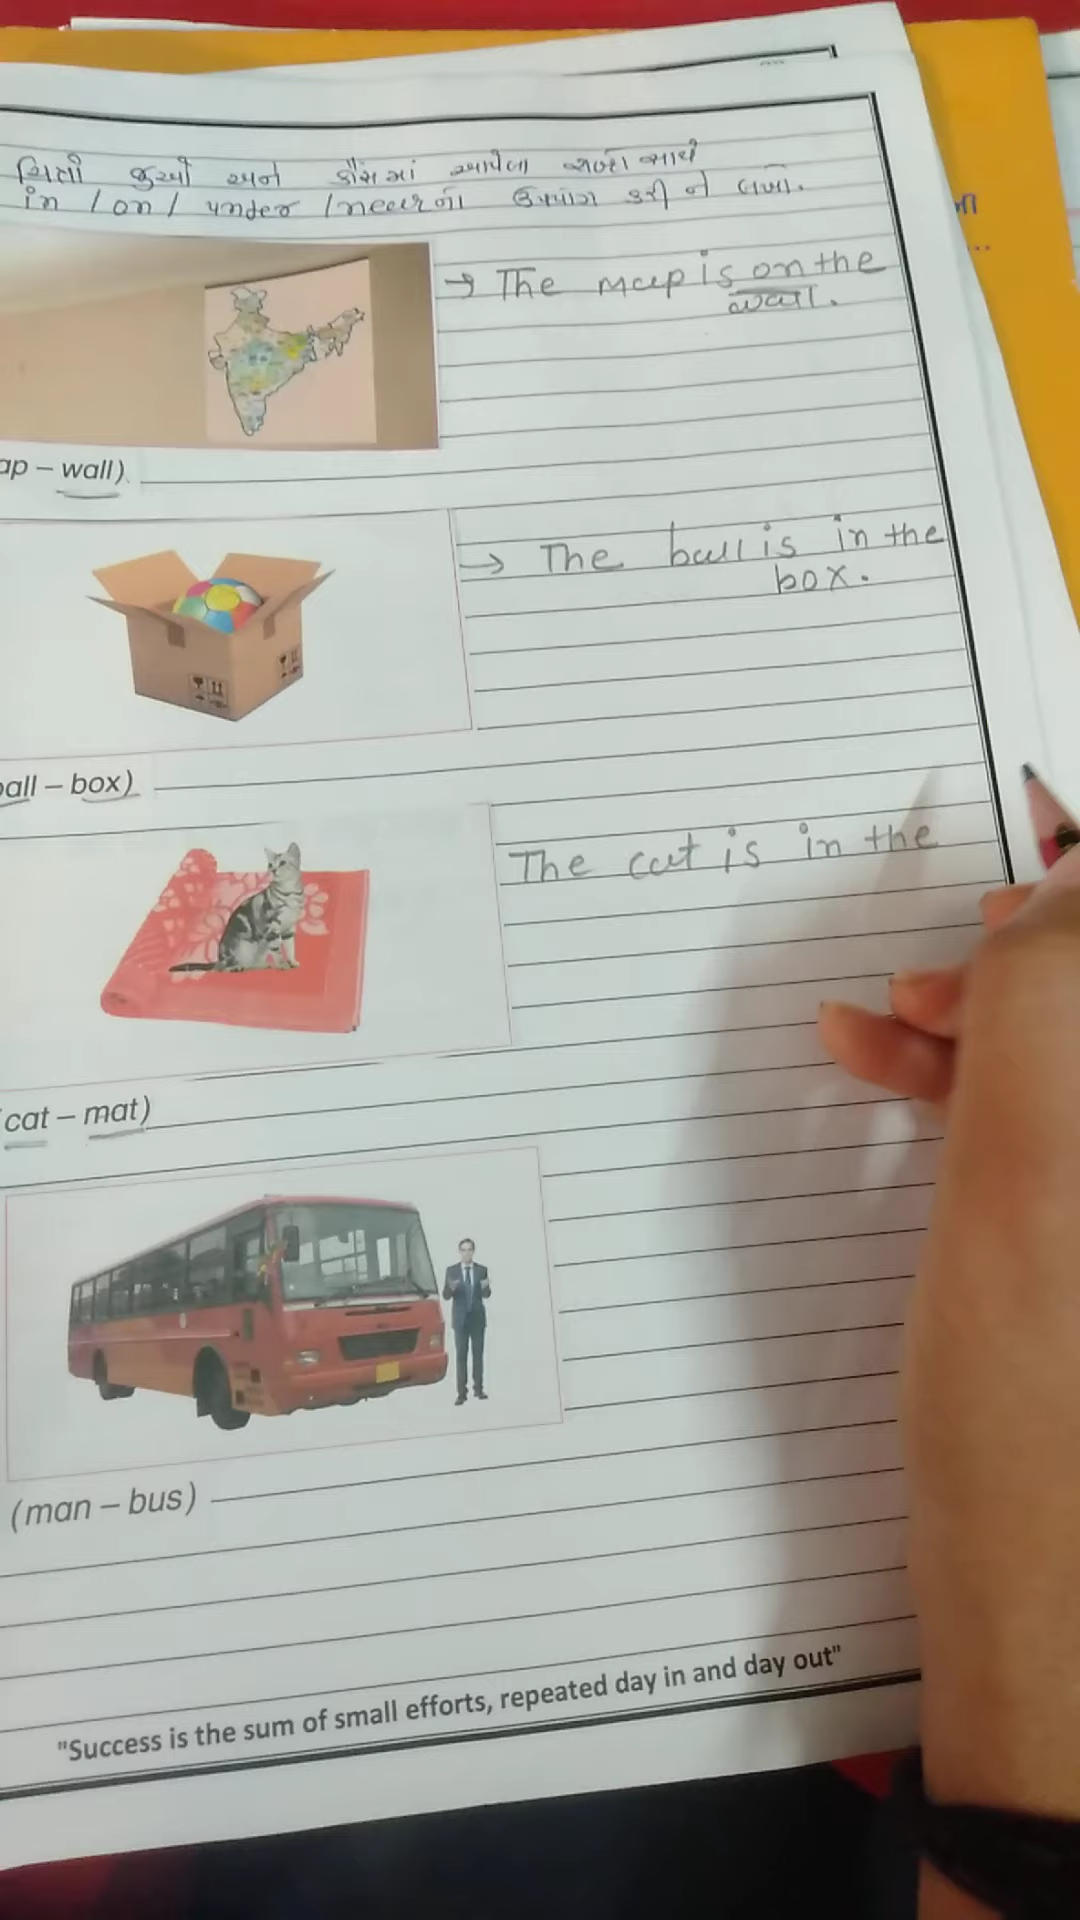 ચિત્રો જુઓ અને કૌંસમાં આપેલા શબ્દો સાથે
in / on / under / nearનો ઉપયોગ કરી ને લખો.
→ The map is on the
wall.
ap – wall).
→ The ball is in the
box.
all – box)
The cat is in the
cat – mat)
(man – bus)
"Success is the sum of small efforts, repeated day in and day out"